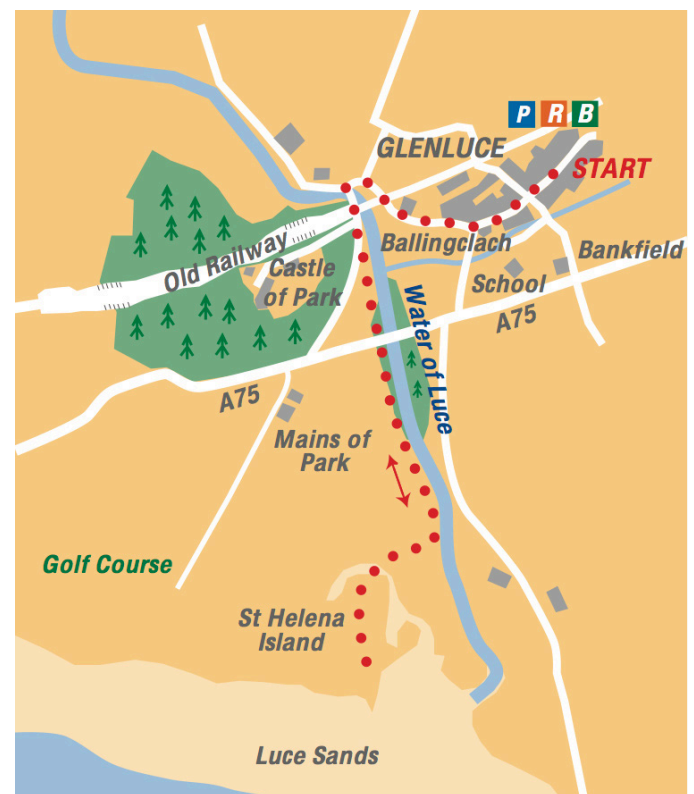 P R B
GLENLUCE
START
Ballingclach
Bankfield
Old Railway
Castle
of Park
School
A75
Water of Luce
A75
Mains of
Park
Golf Course
St Helena
Island
Luce Sands